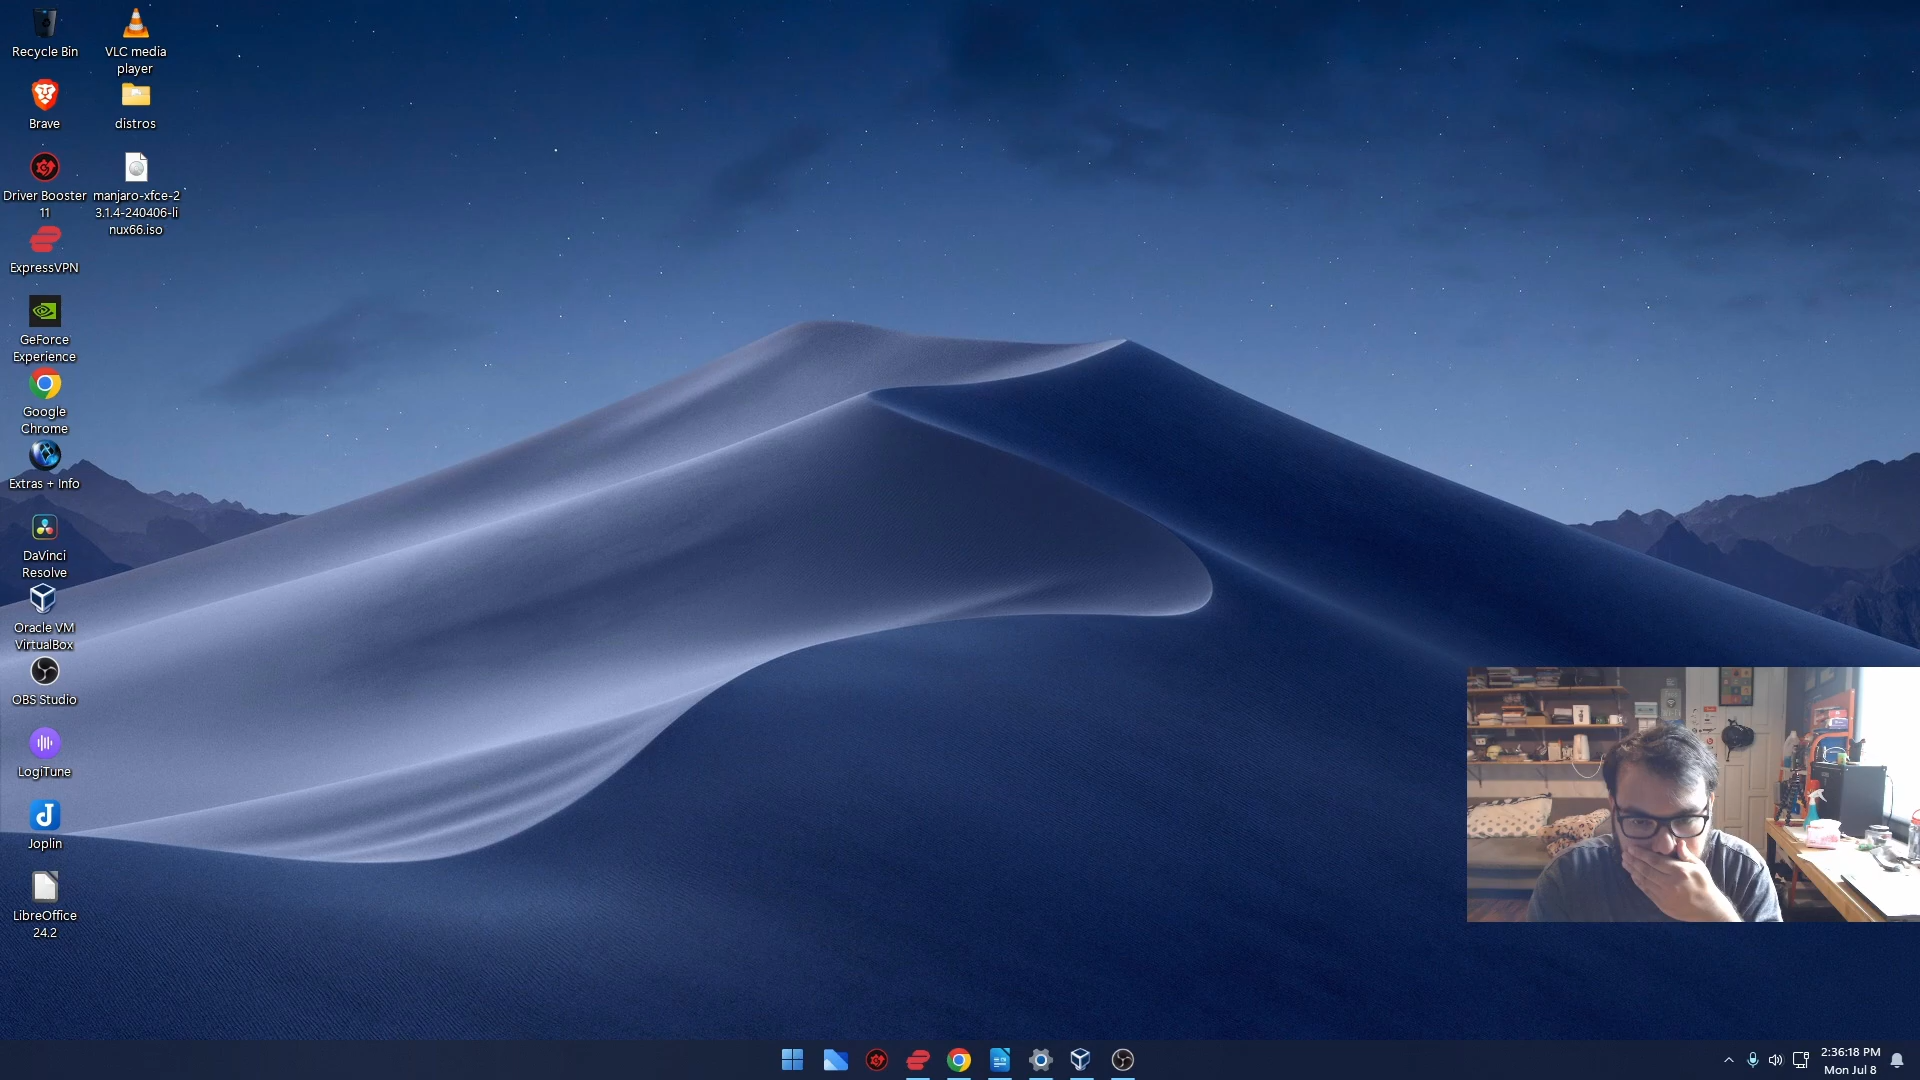 Recycle Bin
VLC media
player
Brave
distros
Driver Booster
11
manjaro-xfce-2
3.1.4-240406-li
nux66.iso
ExpressVPN
GeForce
Experience
Google
Chrome
Extras + Info
DaVinci
Resolve
Oracle VM
VirtualBox
OBS Studio
LogiTune
Joplin
LibreOffice
24.2
2:36:18 PM
Mon Jul 8